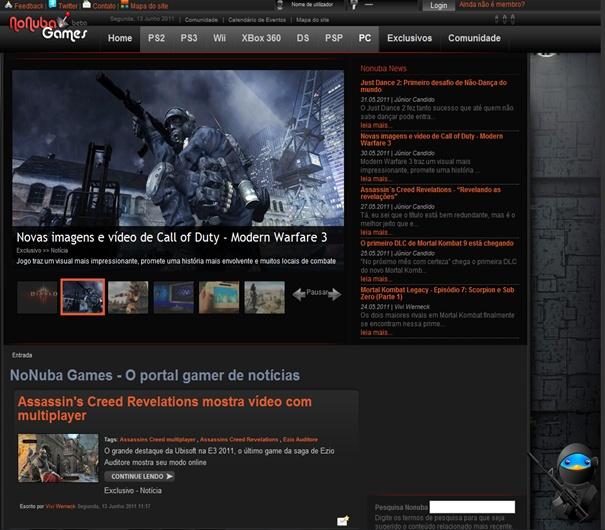 Feedback | Twitter | Contato | Mapa do site
Nome de utilizador
Login
Ainda não é membro?
NoNuba beta
Games
Segunda, 13 Junho 2011 | Comunidade | Calendário de Eventos | Mapa do site
Home PS2 PS3 Wii XBox 360 DS PSP PC Exclusivos Comunidade
Novas imagens e vídeo de Call of Duty - Modern Warfare 3
Exclusivo >> Notícia
Jogo traz um visual mais impressionante, promete uma história mais envolvente e muitos locais de combate
Pausar
Nonuba News
Just Dance 2: Primeiro desafio de Não-Dança do
mundo
31.05.2011 | Júnior Candido
O Just Dance 2 fez tanto sucesso que até quem não
sabe dançar pode entra...
leia mais...
Novas imagens e vídeo de Call of Duty - Modern
Warfare 3
30.05.2011 | Júnior Candido
Modern Warfare traz um visual mais
impressionante, promete uma história ...
leia mais...
Assassin´s Creed Revelations - “Revelando as
revelações”
27.05.2011 | Júnior Candido
Tá, eu sei que o título está bem redundante, mas é o
melhor jeito que e...
leia mais...
O primeiro DLC de Mortal Kombat 9 está chegando
25.05.2011 | Júnior Candido
“No próximo mês com certeza” chega o primeiro DLC
do novo Mortal Komb...
leia mais...
Mortal Kombat Legacy - Episódio 7: Scorpion e Sub
Zero (Parte 1)
24.05.2011 | Vivi Werneck
Os dois maiores rivais em Mortal Kombat finalmente
se encontram nessa prime...
leia mais...
Entrada
NoNuba Games - O portal gamer de notícias
Assassin's Creed Revelations mostra vídeo com
multiplayer
Tags: Assassins Creed multiplayer , Assassins Creed Revelations , Ezio Auditore
O grande destaque da Ubisoft na E3 2011, o último game da saga de Ezio
Auditore mostra seu modo online
CONTINUE LENDO
Exclusivo - Notícia
Escrito por Vivi Werneck Segunda, 13 Junho 2011 11:17
Pesquisa Nonuba
Digite os termos de pesquisa para que seja
sugerido o conteúdo relacionado mais recente.